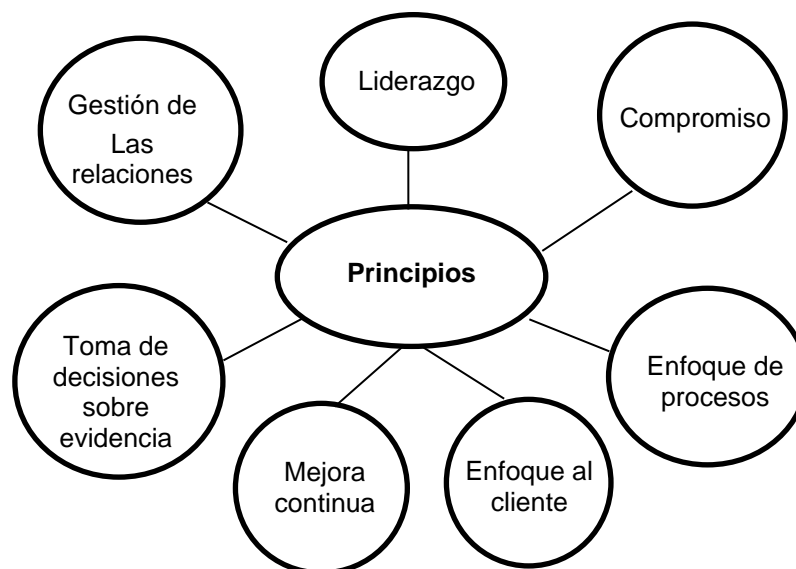 Liderazgo
Gestión de
Las
relaciones
Compromiso
Principios
Toma de
decisiones
sobre
evidencia
Enfoque de
procesos
Mejora
continua
Enfoque al
cliente